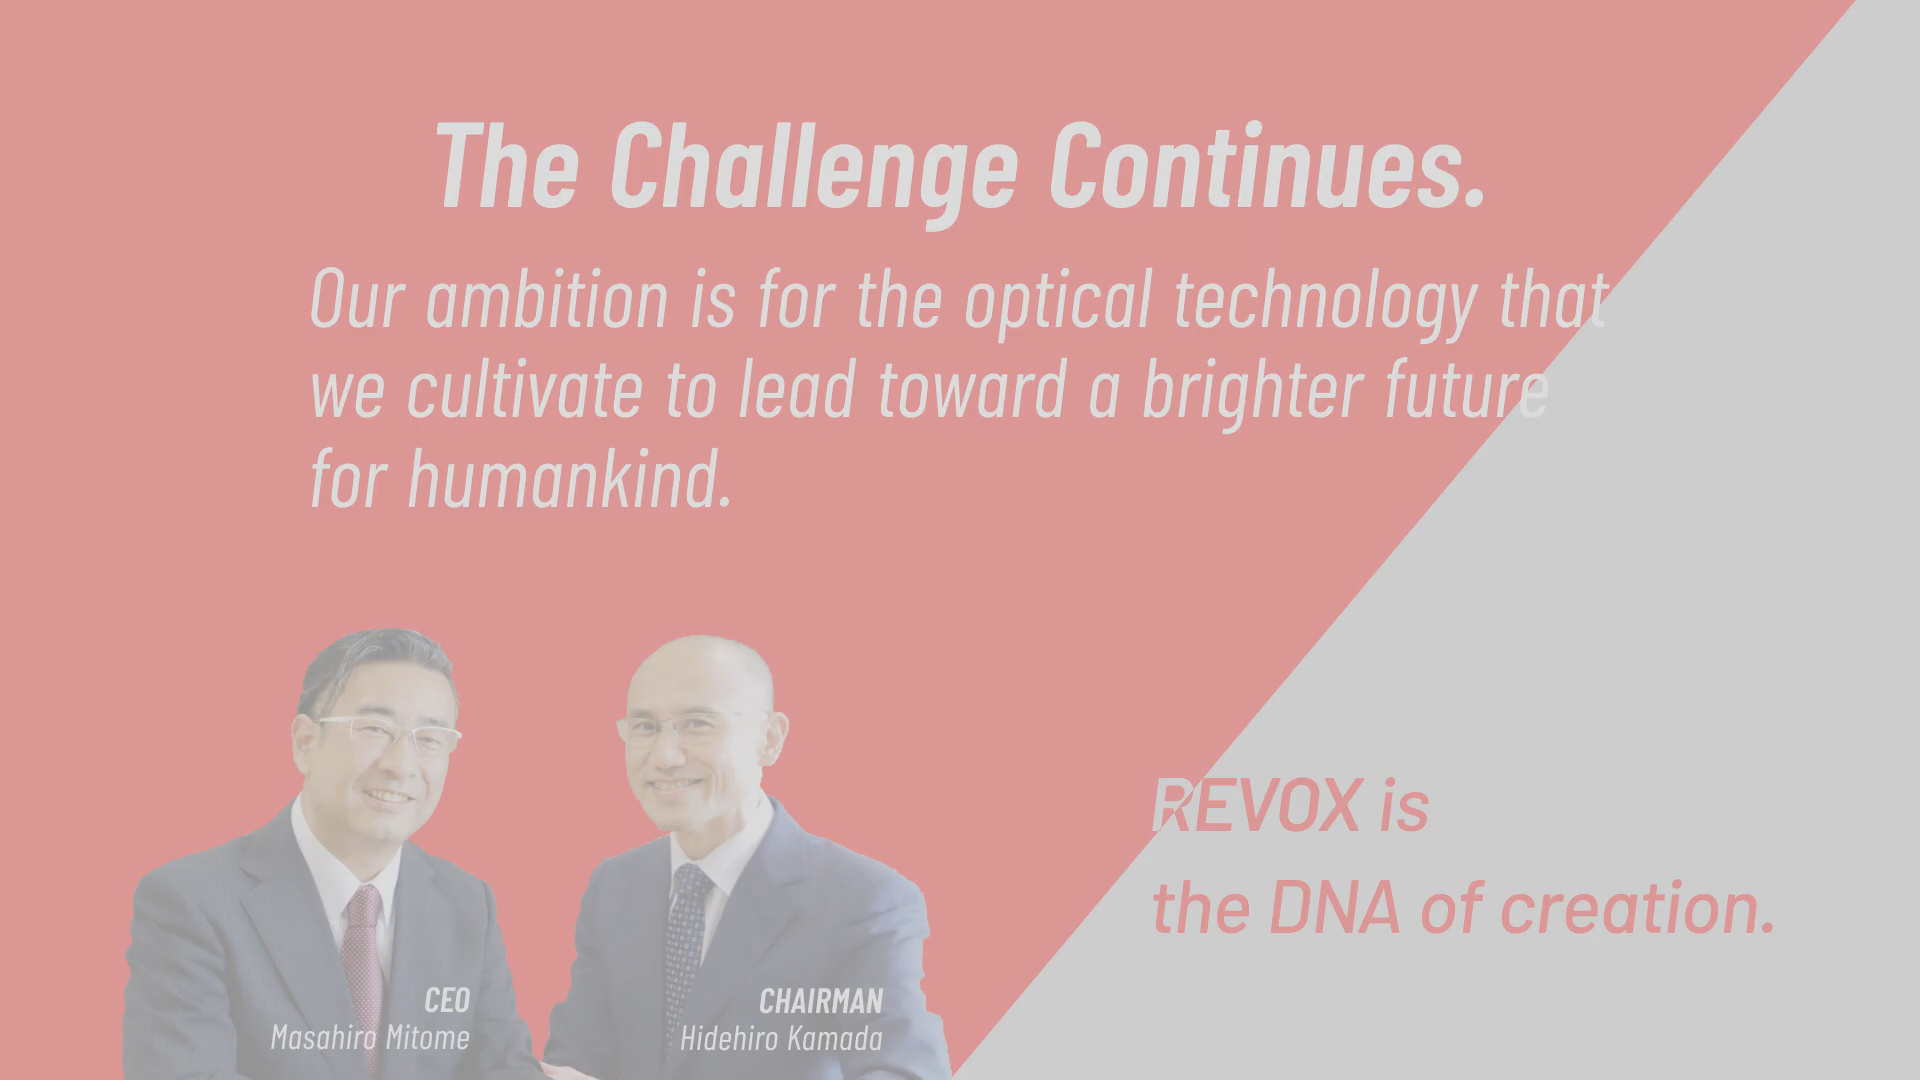 The Challenge Continues.
Our ambition is for the optical technology that
we cultivate to lead toward a brighter future
for humankind.
REVOX is
the DNA of creation.
CEO
Masahiro Mitome
CHAIRMAN
Hidehiro Kamada